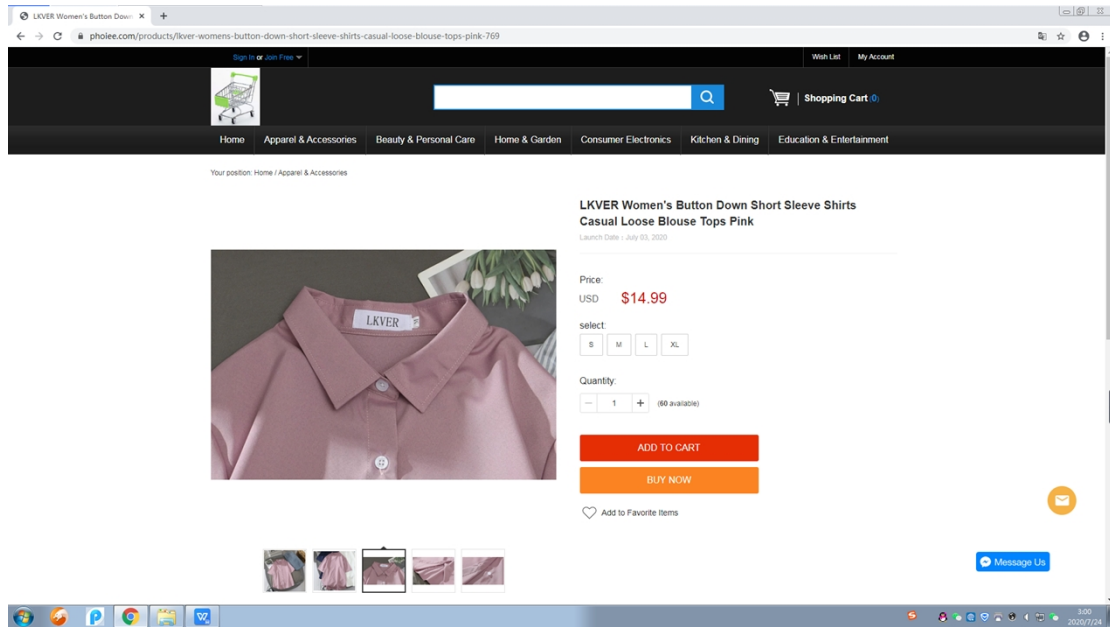 LKVER Women's Button Down
phoiee.com/products/lkver-womens-button-down-short-sleeve-shirts-casual-loose-blouse-tops-pink-769
Sign In or Join Free
Wish List
My Account
Shopping Cart (0)
Home
Apparel & Accessories
Beauty & Personal Care
Home & Garden
Consumer Electronics
Kitchen & Dining
Education & Entertainment
Your position: Home / Apparel & Accessories
LKVER Women's Button Down Short Sleeve Shirts
Casual Loose Blouse Tops Pink
Launch Date : July 03, 2020
LKVER
Price:
USD $14.99
select:
S M L XL
Quantity:
1 (60 available)
ADD TO CART
BUY NOW
Add to Favorite Items
Message Us
3:00
2020/7/24